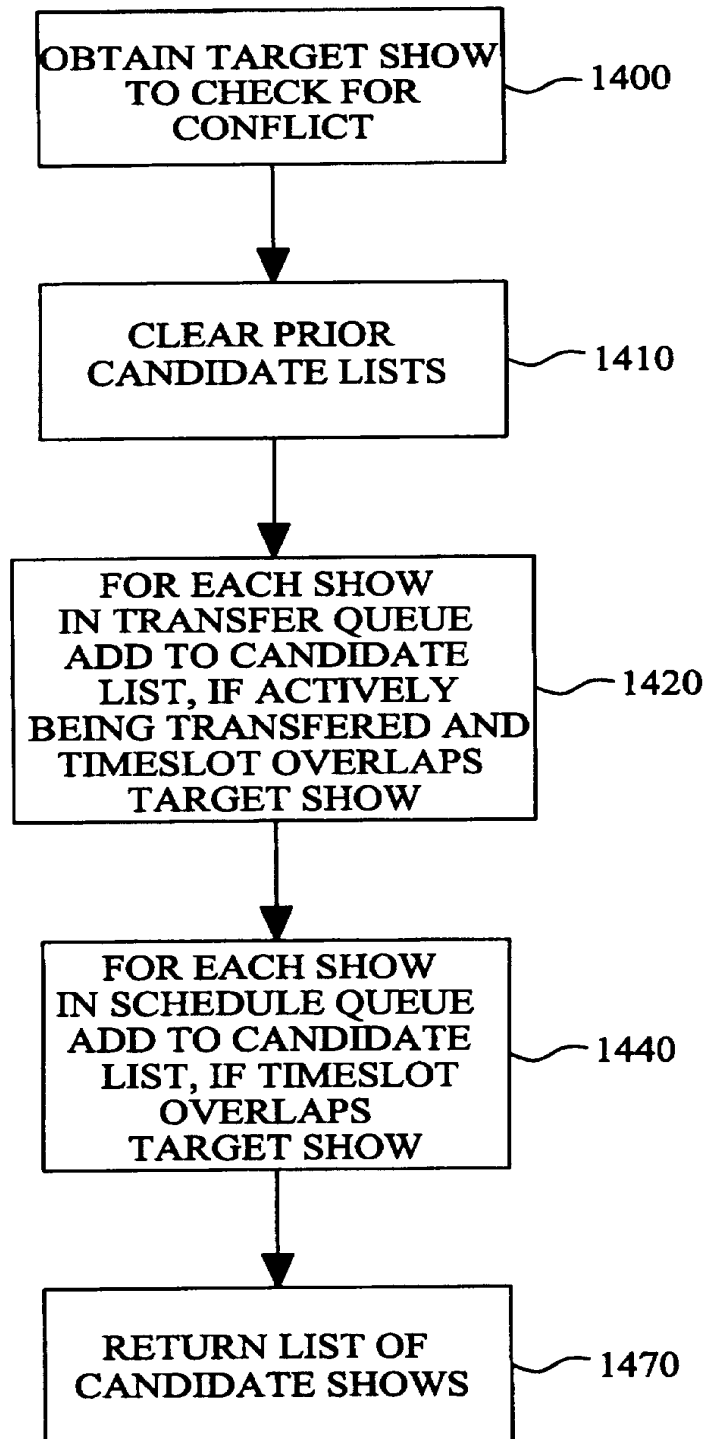 OBTAIN TARGET SHOW
TO CHECK FOR
CONFLICT
1400
CLEAR PRIOR
CANDIDATE LISTS
1410
FOR EACH SHOW
IN TRANSFER QUEUE
ADD TO CANDIDATE
LIST, IF ACTIVELY
BEING TRANSFERED AND
TIMESLOT OVERLAPS
TARGET SHOW
1420
FOR EACH SHOW
IN SCHEDULE QUEUE
ADD TO CANDIDATE
LIST, IF TIMESLOT
OVERLAPS
TARGET SHOW
1440
RETURN LIST OF
CANDIDATE SHOWS
1470